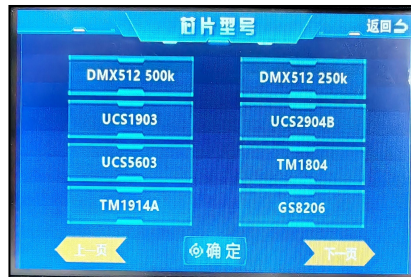 芯片型号
返回
DMX512 500k
DMX512 250k
UCS1903
UCS2904B
UCS5603
TM1804
TM1914A
GS8206
上一页
确定
下一页